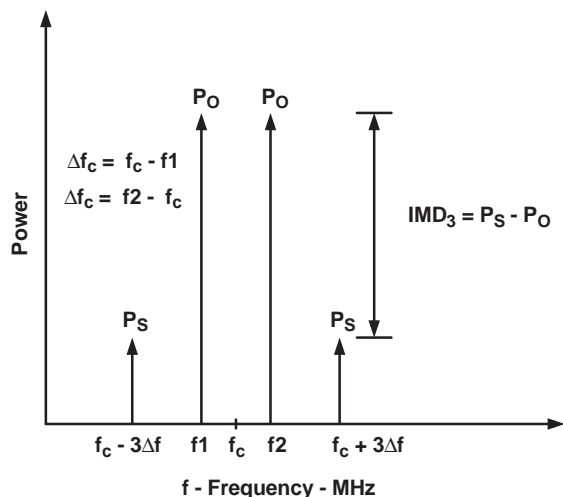 P_O P_O
Δf_c = f_c - f1
Δf_c = f2 - f_c
Power
IMD_3 = P_S - P_O
P_S P_S
f_c - 3Δf f1 f_c f2 f_c + 3Δf
f - Frequency - MHz